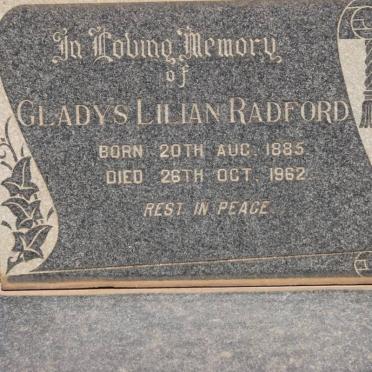 In Loving Memory
of
GLADYS LILIAN RADFORD
BORN 20TH AUG. 1885
DIED 26TH OCT. 1962
REST IN PEACE